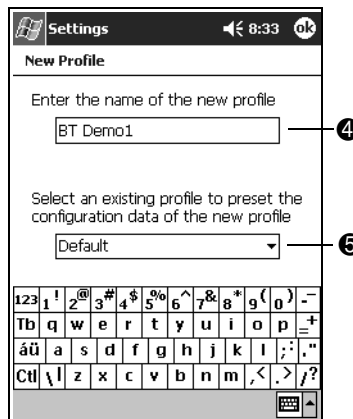 Settings 8:33 ok
New Profile
Enter the name of the new profile
BT Demo1 ❹
Select an existing profile to preset the
configuration data of the new profile
Default ❺
123 1 ! 2 @ 3 # 4 $ 5 % 6 ^ 7 & 8 * 9 ( 0 ) - _
Tb q w e r t y u i o p = +
áü a s d f g h j k l ; : ' "
Ctl \ | z x c v b n m , < . > / ?